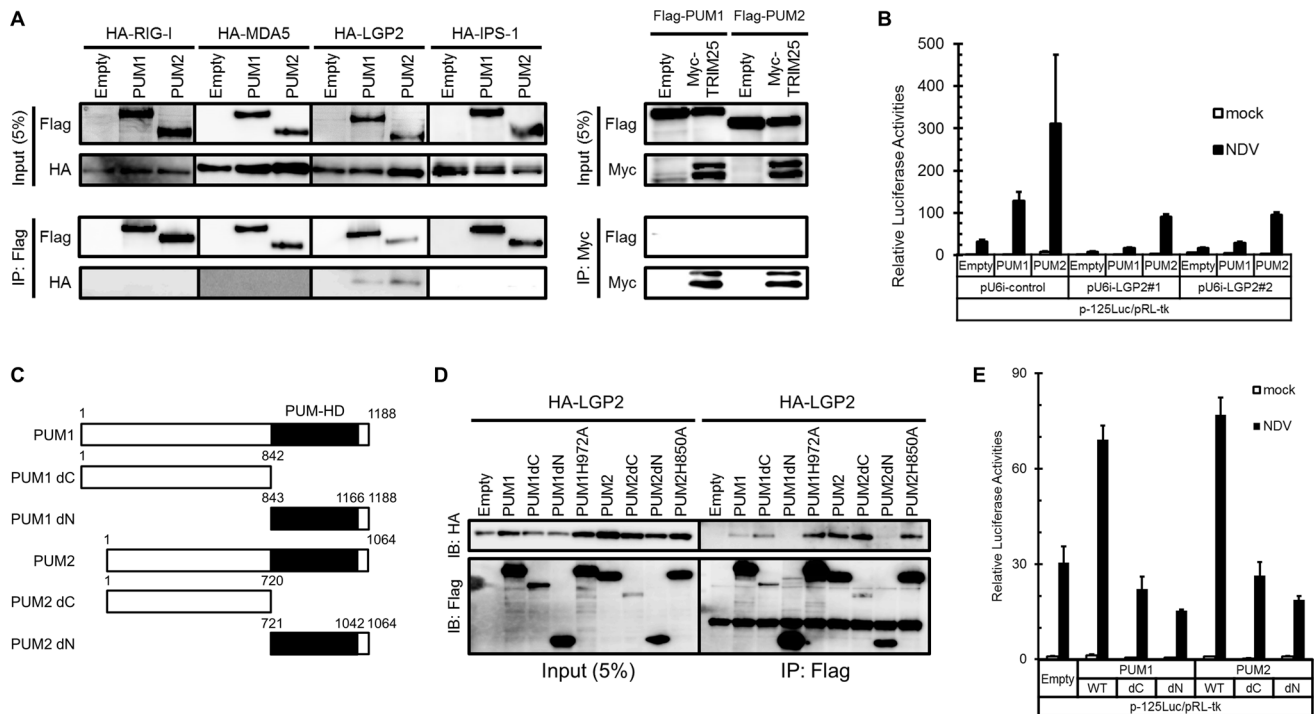 A
HA-RIG-I HA-MDA5 HA-LGP2 HA-IPS-1
Empty PUM1 PUM2 Empty PUM1 PUM2 Empty PUM1 PUM2 Empty PUM1 PUM2
Input (5%)
Flag
HA
IP: Flag
Flag
HA
Flag-PUM1 Flag-PUM2
Empty Myc-TRIM25 Empty Myc-TRIM25
Input (5%)
Flag
Myc
IP: Myc
Flag
Myc
B
Relative Luciferase Activities
500
400
300
200
100
0
mock
NDV
Empty PUM1 PUM2 Empty PUM1 PUM2 Empty PUM1 PUM2
pU6i-control pU6i-LGP2#1 pU6i-LGP2#2
p-125Luc/pRL-tk
C
1 PUM-HD 1188
PUM1
1 842
PUM1 dC
843 1166 1188
PUM1 dN
1 1064
PUM2
1 720
PUM2 dC
721 1042 1064
PUM2 dN
D
HA-LGP2 HA-LGP2
Empty PUM1 PUM1dC PUM1dN PUM1H972A PUM2 PUM2dC PUM2dN PUM2H850A Empty PUM1 PUM1dC PUM1dN PUM1H972A PUM2 PUM2dC PUM2dN PUM2H850A
IB: HA
IB: Flag
Input (5%) IP: Flag
E
Relative Luciferase Activities
90
60
30
0
mock
NDV
Empty PUM1 PUM2
WT dC dN WT dC dN
p-125Luc/pRL-tk